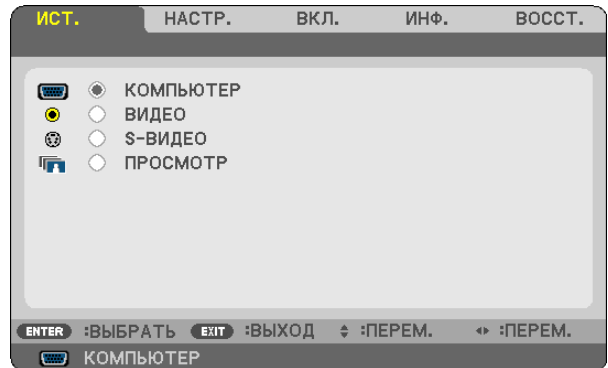 ИСТ. НАСТР. ВКЛ. ИНФ. ВОССТ.
КОМПЬЮТЕР
ВИДЕО
S-ВИДЕО
ПРОСМОТР
ENTER :ВЫБРАТЬ EXIT :ВЫХОД :ПЕРЕМ. :ПЕРЕМ.
КОМПЬЮТЕР